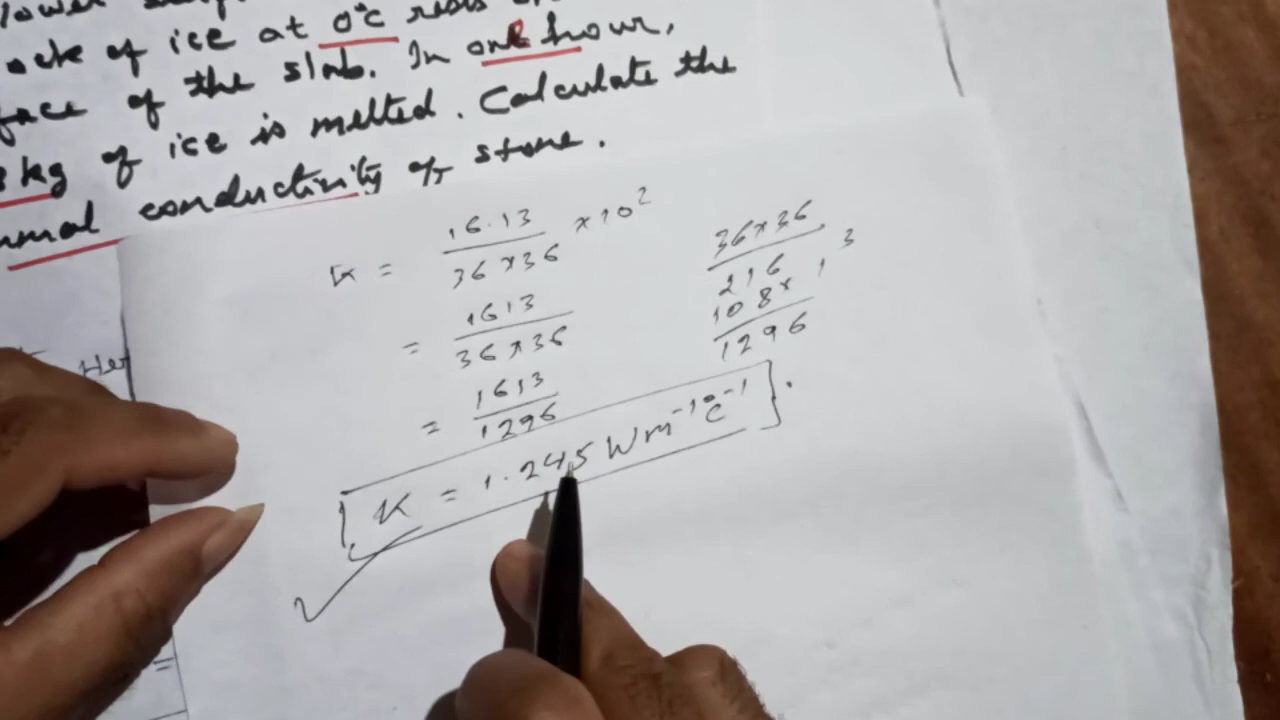 lower
of ice at 0°C rests
face of the slab. In one hour,
kg of ice is melted. Calculate the
conductivity of stone.
K = 16.13 / 36 × 36 × 10²
= 1613 / 36 × 36
= 1613 / 1296
K = 1.245 Wm⁻¹°C⁻¹
36×36
216
108×
1296
3
Her
=